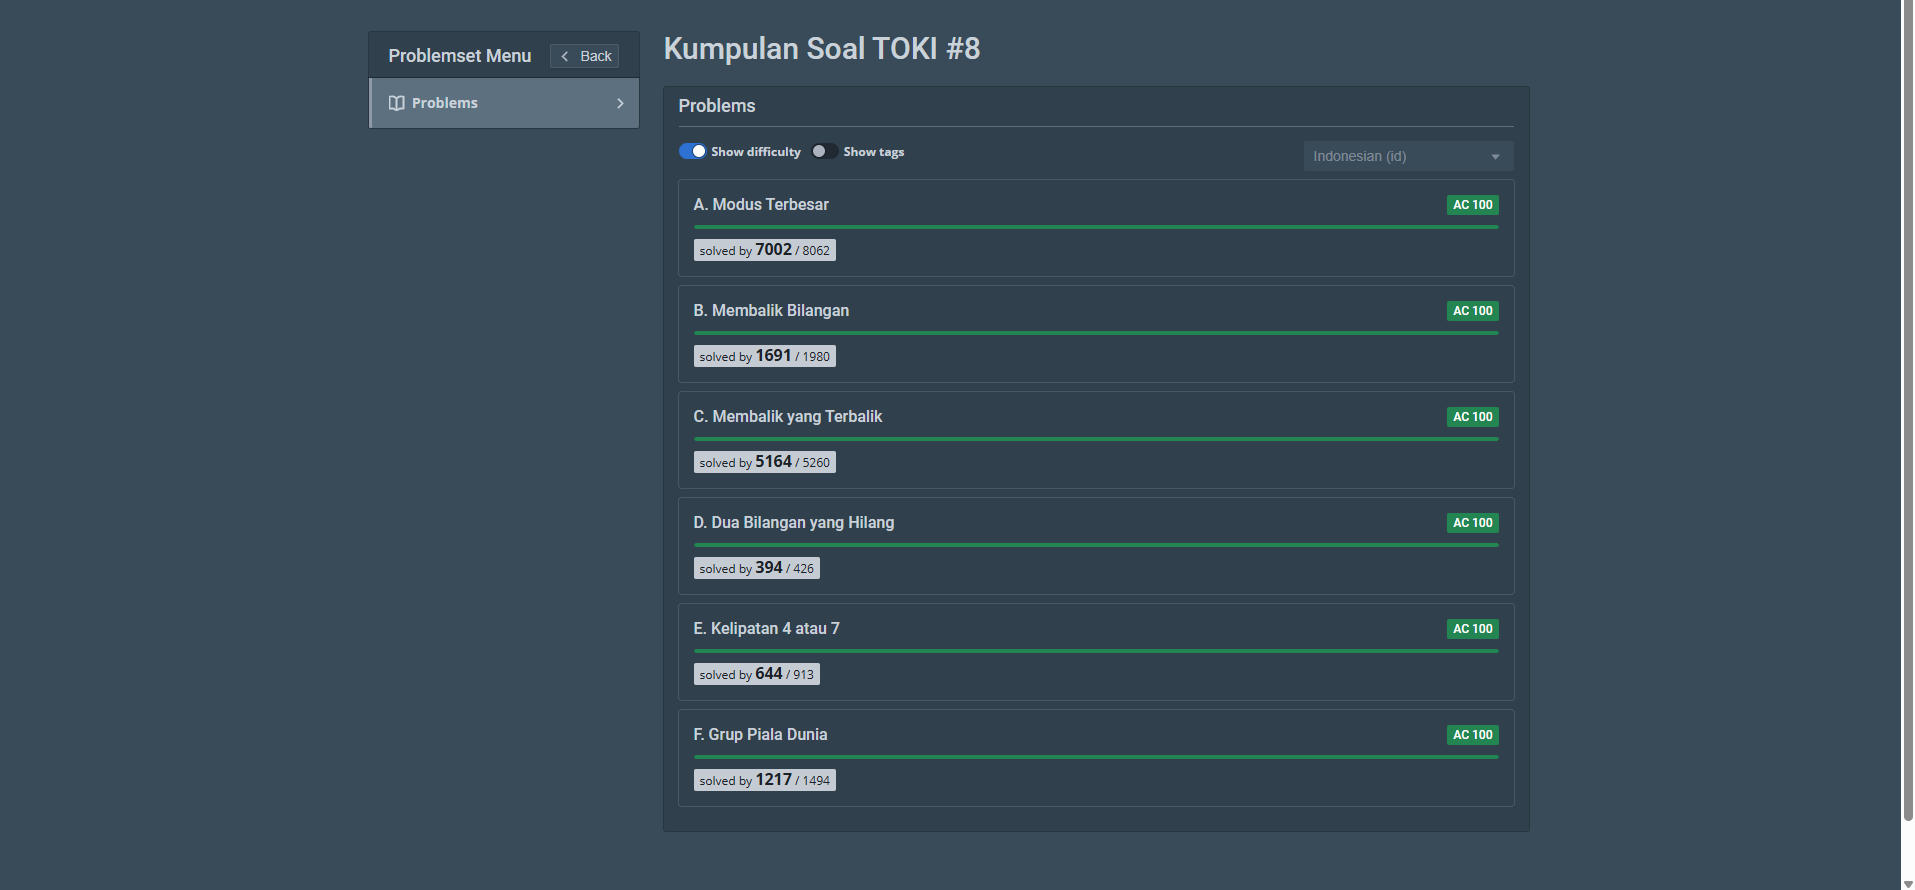 Problemset Menu
Back
Problems
Kumpulan Soal TOKI #8
Problems
Show difficulty
Show tags
Indonesian (id)
A. Modus Terbesar
AC 100
solved by 7002 / 8062
B. Membalik Bilangan
AC 100
solved by 1691 / 1980
C. Membalik yang Terbalik
AC 100
solved by 5164 / 5260
D. Dua Bilangan yang Hilang
AC 100
solved by 394 / 426
E. Kelipatan 4 atau 7
AC 100
solved by 644 / 913
F. Grup Piala Dunia
AC 100
solved by 1217 / 1494